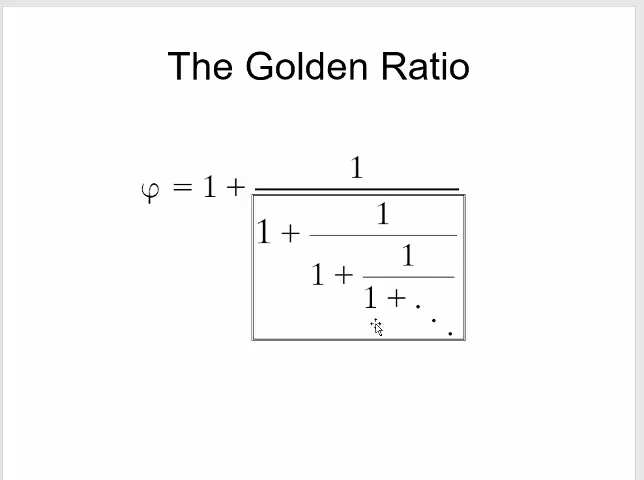 The Golden Ratio
φ = 1 + 1
1 + 1
1 + 1
1 + ⋱